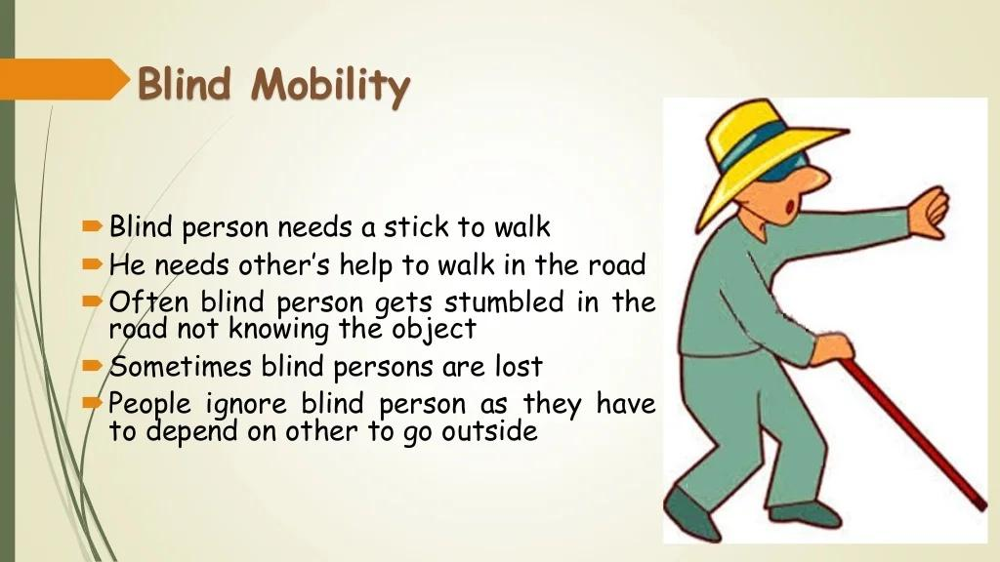 Blind Mobility
Blind person needs a stick to walk
He needs other's help to walk in the road
Often blind person gets stumbled in the
road not knowing the object
Sometimes blind persons are lost
People ignore blind person as they have
to depend on other to go outside